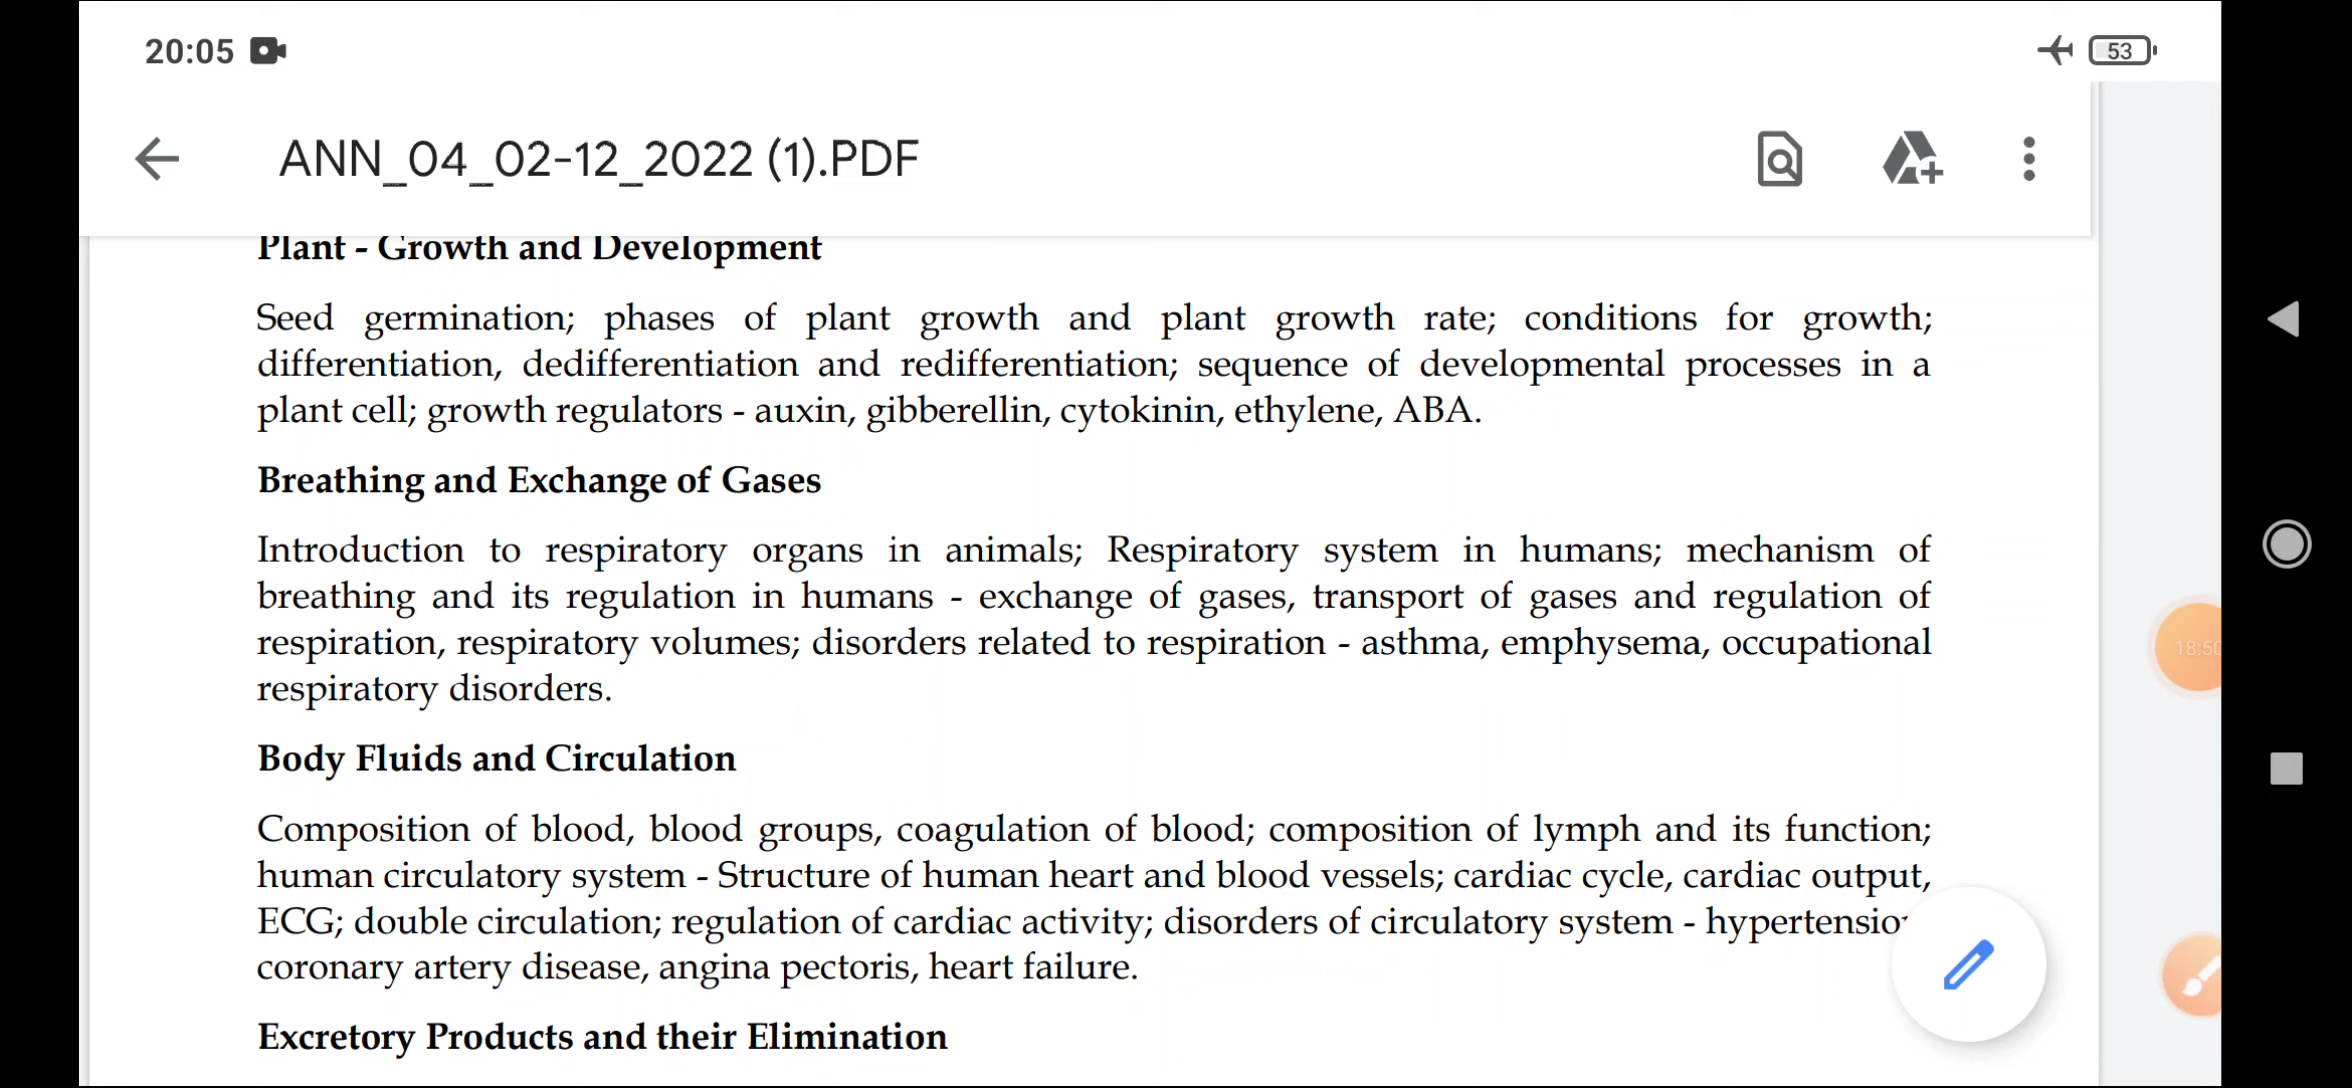 20:05
53
ANN_04_02-12_2022 (1).PDF
Plant - Growth and Development
Seed germination; phases of plant growth and plant growth rate; conditions for growth;
differentiation, dedifferentiation and redifferentiation; sequence of developmental processes in a
plant cell; growth regulators - auxin, gibberellin, cytokinin, ethylene, ABA.
Breathing and Exchange of Gases
Introduction to respiratory organs in animals; Respiratory system in humans; mechanism of
breathing and its regulation in humans - exchange of gases, transport of gases and regulation of
respiration, respiratory volumes; disorders related to respiration - asthma, emphysema, occupational
respiratory disorders.
18:50
Body Fluids and Circulation
Composition of blood, blood groups, coagulation of blood; composition of lymph and its function;
human circulatory system - Structure of human heart and blood vessels; cardiac cycle, cardiac output,
ECG; double circulation; regulation of cardiac activity; disorders of circulatory system - hypertensio
coronary artery disease, angina pectoris, heart failure.
Excretory Products and their Elimination